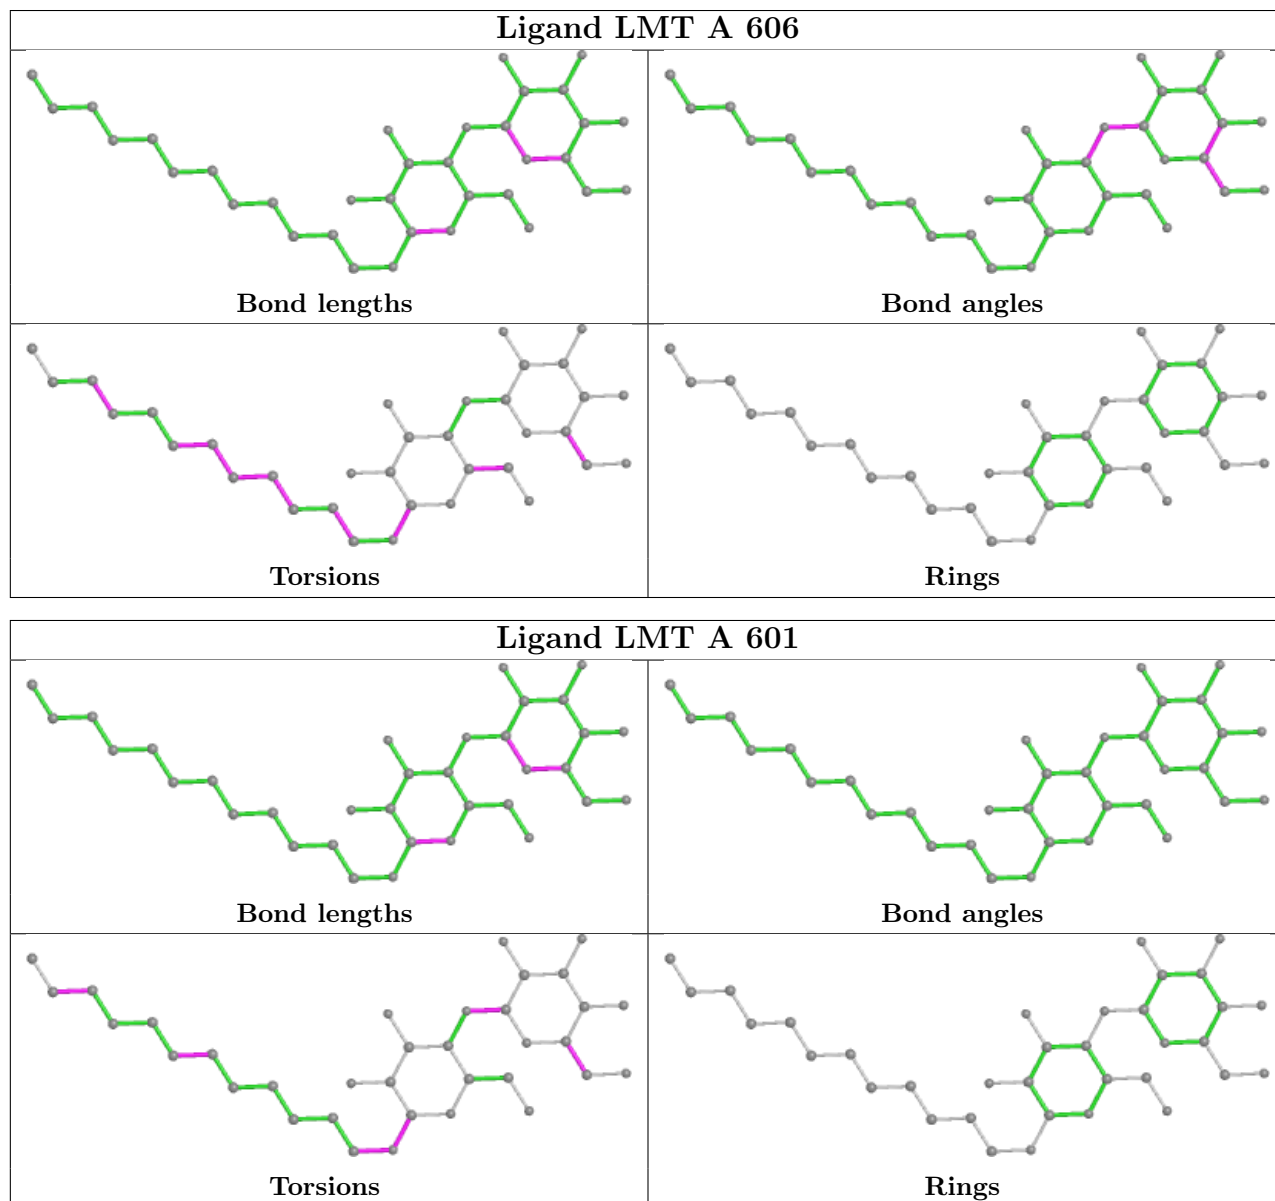 Ligand LMT A 606
Bond lengths
Bond angles
Torsions
Rings
Ligand LMT A 601
Bond lengths
Bond angles
Torsions
Rings